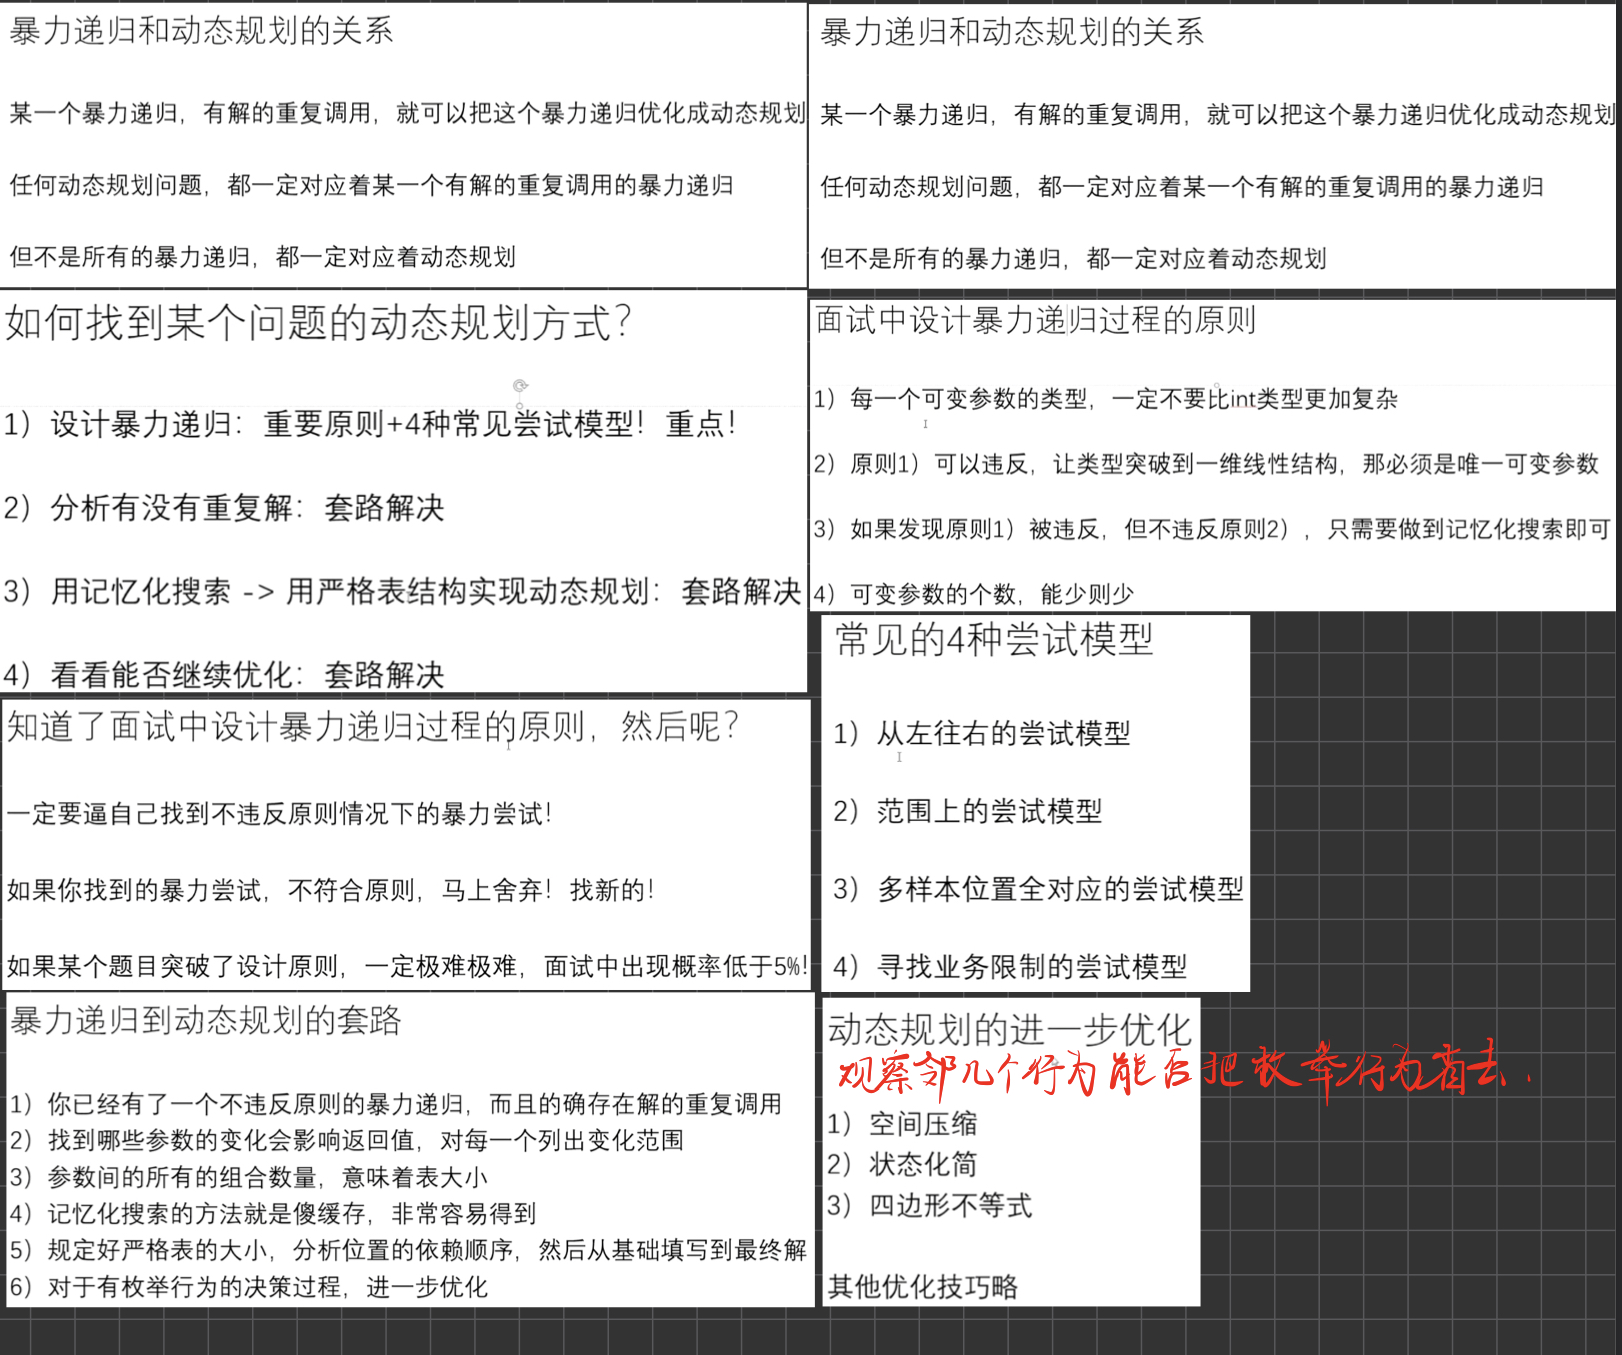 暴力递归和动态规划的关系
某一个暴力递归，有解的重复调用，就可以把这个暴力递归优化成动态规划
任何动态规划问题，都一定对应着某一个有解的重复调用的暴力递归
但不是所有的暴力递归，都一定对应着动态规划
暴力递归和动态规划的关系
某一个暴力递归，有解的重复调用，就可以把这个暴力递归优化成动态规划
任何动态规划问题，都一定对应着某一个有解的重复调用的暴力递归
但不是所有的暴力递归，都一定对应着动态规划
如何找到某个问题的动态规划方式？
1）设计暴力递归：重要原则+4种常见尝试模型！重点！
2）分析有没有重复解：套路解决
3）用记忆化搜索 -> 用严格表结构实现动态规划：套路解决
4）看看能否继续优化：套路解决
面试中设计暴力递归过程的原则
1）每一个可变参数的类型，一定不要比int类型更加复杂
2）原则1）可以违反，让类型突破到一维线性结构，那必须是唯一可变参数
3）如果发现原则1）被违反，但不违反原则2），只需要做到记忆化搜索即可
4）可变参数的个数，能少则少
知道了面试中设计暴力递归过程的原则，然后呢？
一定要逼自己找到不违反原则情况下的暴力尝试！
如果你找到的暴力尝试，不符合原则，马上舍弃！找新的！
如果某个题目突破了设计原则，一定极难极难，面试中出现概率低于5%！
常见的4种尝试模型
1）从左往右的尝试模型
2）范围上的尝试模型
3）多样本位置全对应的尝试模型
4）寻找业务限制的尝试模型
暴力递归到动态规划的套路
1）你已经有了一个不违反原则的暴力递归，而且的确存在解的重复调用
2）找到哪些参数的变化会影响返回值，对每一个列出变化范围
3）参数间的所有的组合数量，意味着表大小
4）记忆化搜索的方法就是傻缓存，非常容易得到
5）规定好严格表的大小，分析位置的依赖顺序，然后从基础填写到最终解
6）对于有枚举行为的决策过程，进一步优化
动态规划的进一步优化
观察邻几个行为能否把枚举行为省去.
1）空间压缩
2）状态化简
3）四边形不等式
其他优化技巧略